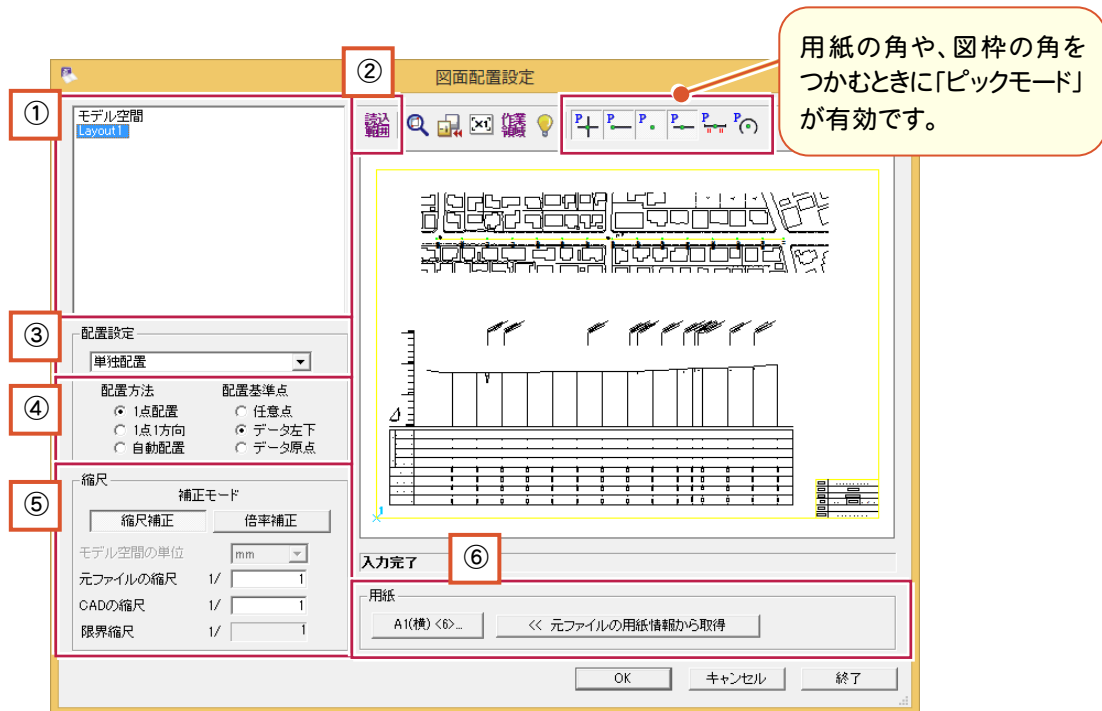 用紙の角や、図枠の角を
つかむときに「ピックモード」
が有効です。
図面配置設定
①
モデル空間
Layout1
②
読込
範囲
作業
領域
P P P P P P
③
配置設定
単独配置
④
配置方法 配置基準点
1点配置 任意点
1点1方向 データ左下
自動配置 データ原点
⑤
縮尺
補正モード
縮尺補正 倍率補正
モデル空間の単位 mm
元ファイルの縮尺 1/ 1
CADの縮尺 1/ 1
限界縮尺 1/ 1
入力完了
⑥
用紙
A1(横) <6>... << 元ファイルの用紙情報から取得
OK キャンセル 終了